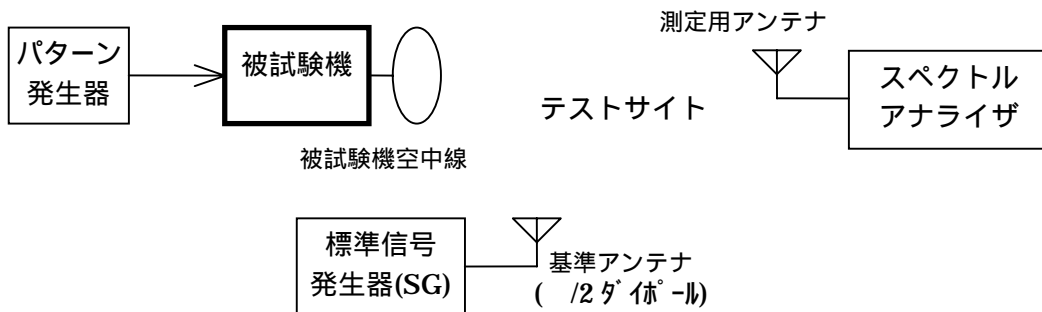 測定用アンテナ
パターン
発生器
被試験機
スペクトル
アナライザ
テストサイト
被試験機空中線
標準信号
発生器(SG)
基準アンテナ
( /2 ﾀﾞｲﾎﾟｰﾙ)